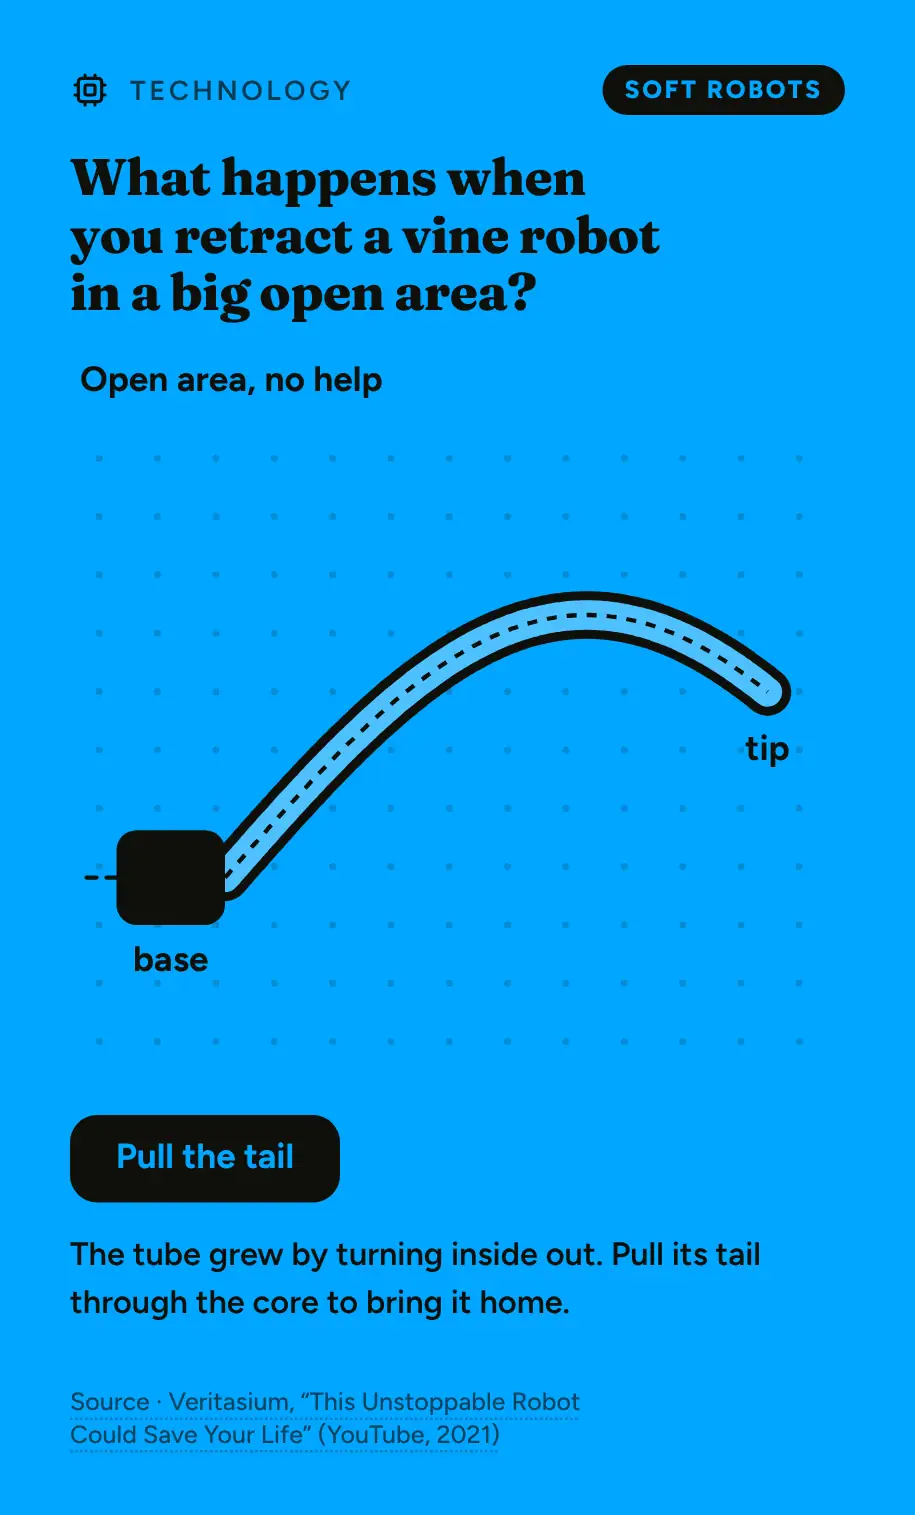 TECHNOLOGY
SOFT ROBOTS
What happens when
you retract a vine robot
in a big open area?
Open area, no help
tip
base
Pull the tail
The tube grew by turning inside out. Pull its tail
through the core to bring it home.
Source · Veritasium, “This Unstoppable Robot
Could Save Your Life” (YouTube, 2021)